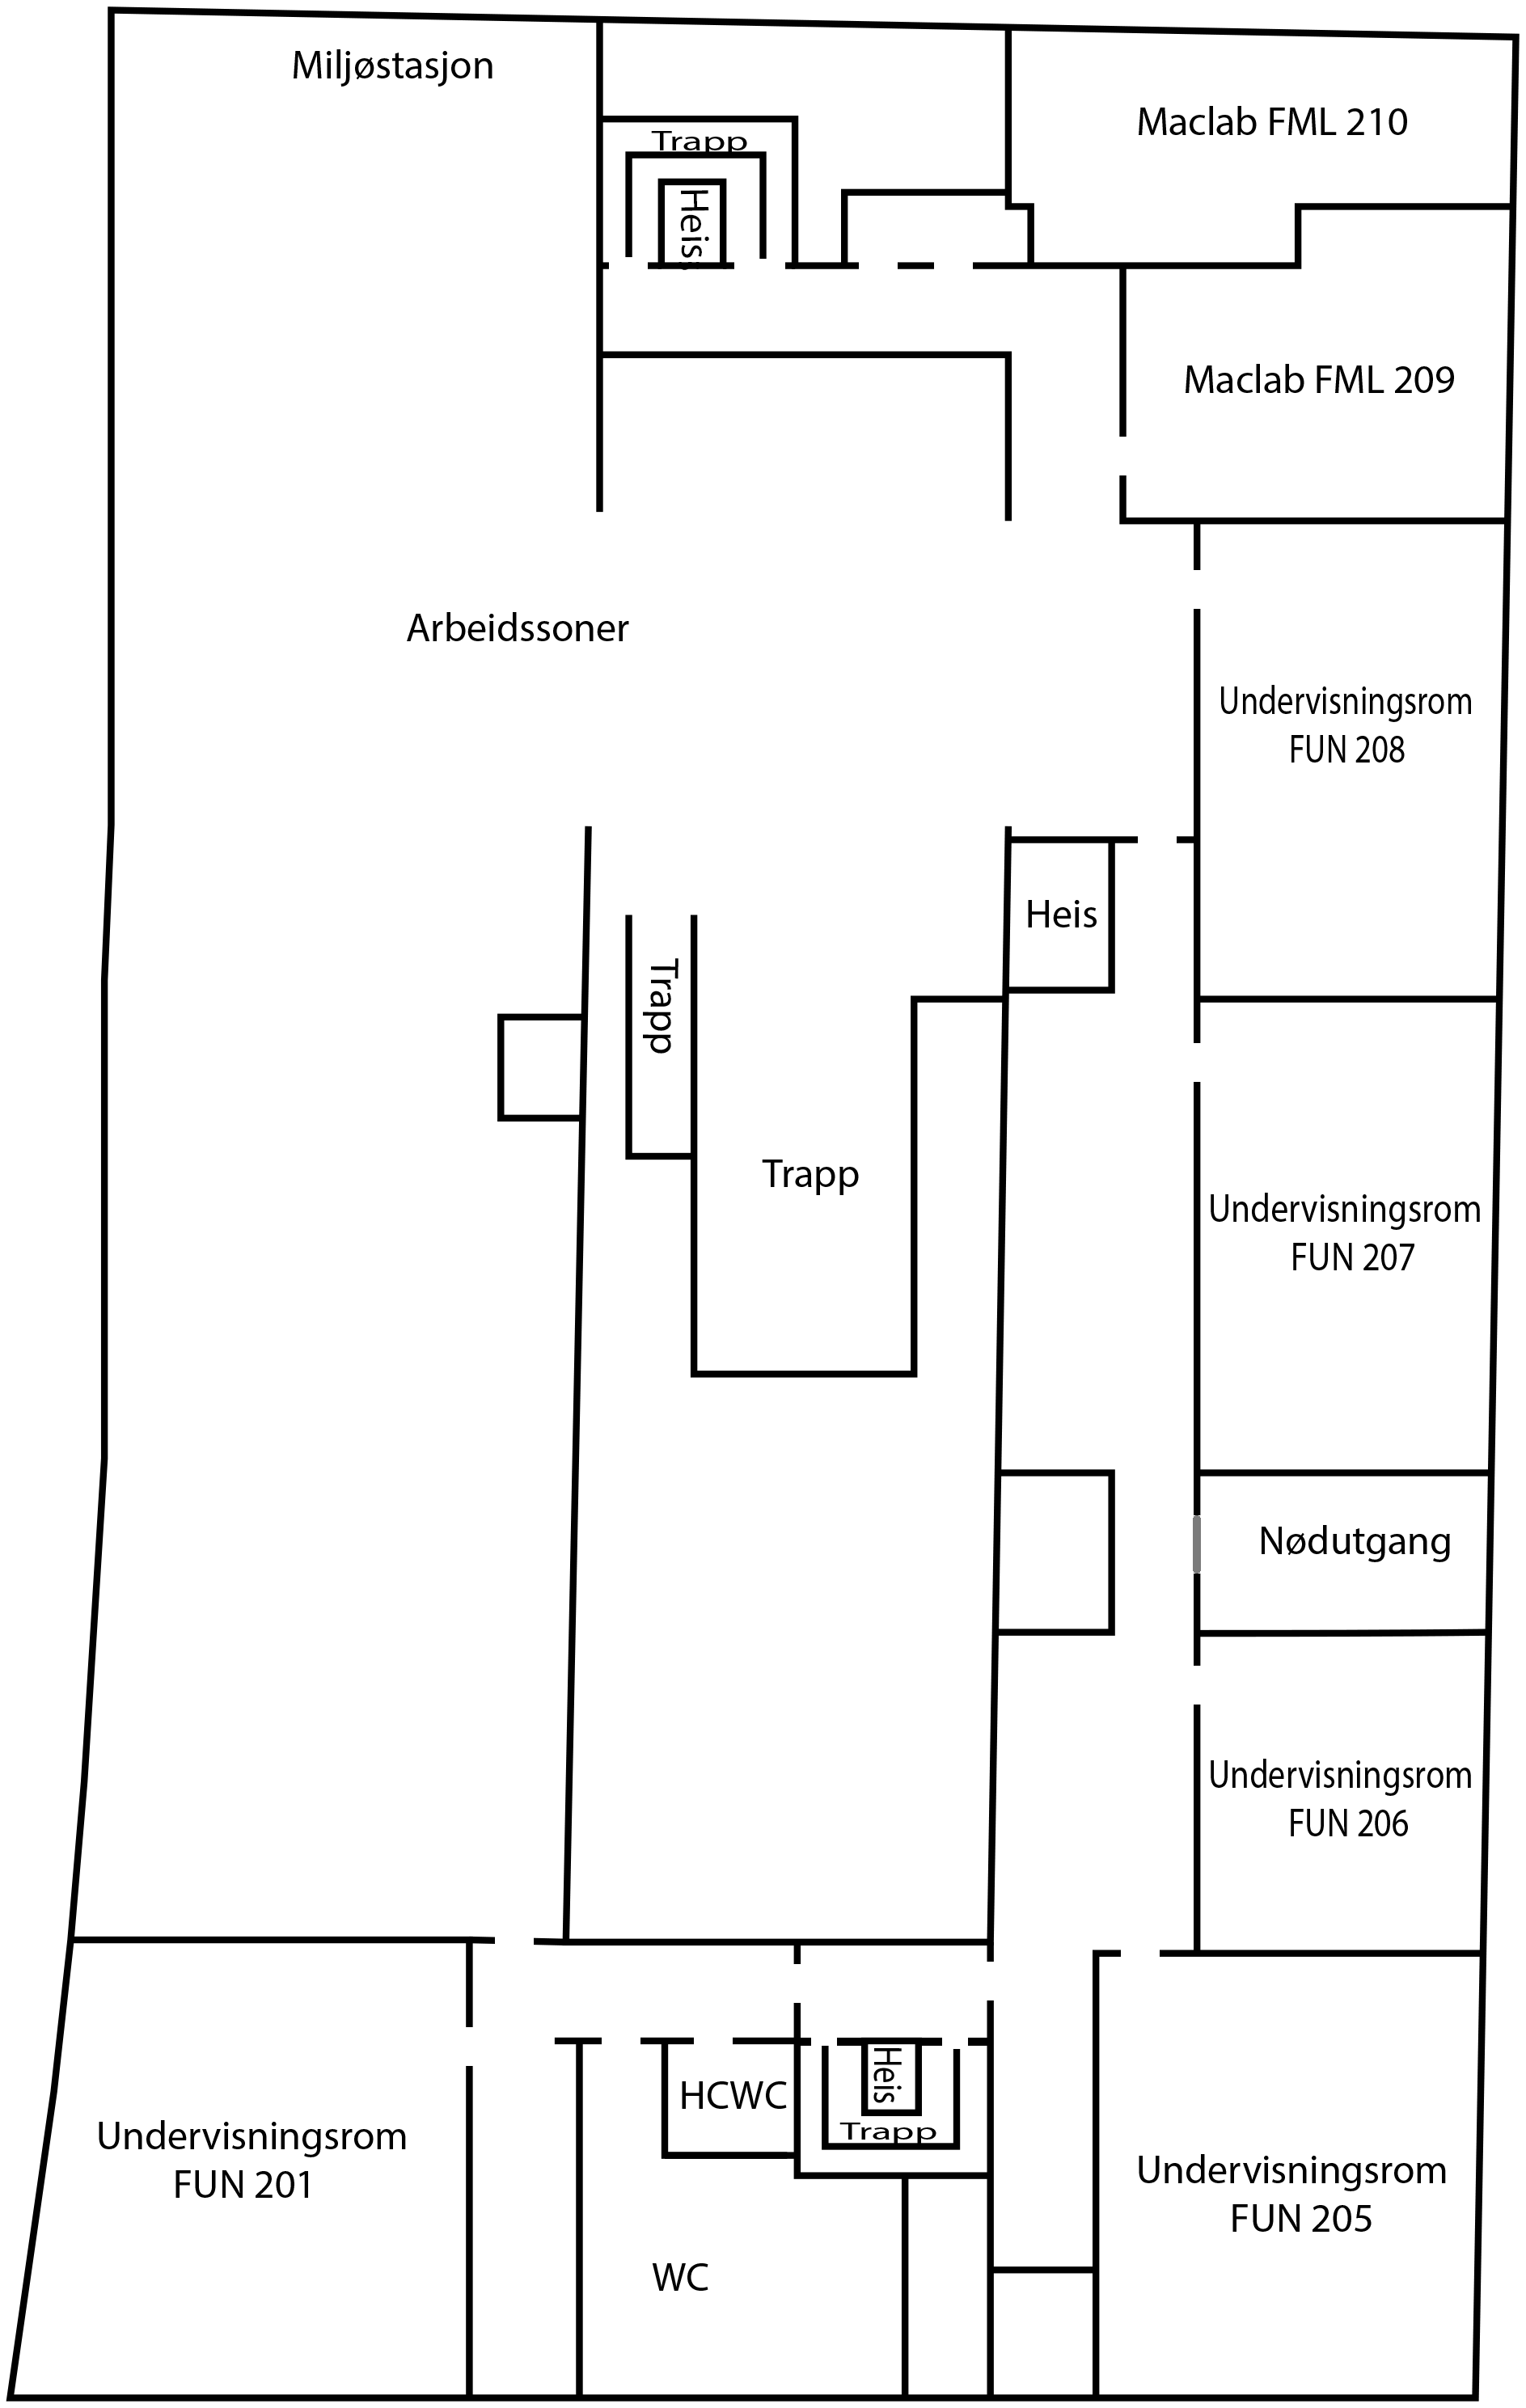 Miljøstasjon
Maclab FML 210
Trapp
Heis
Maclab FML 209
Arbeidssoner
Undervisningsrom
FUN 208
Heis
Trapp
Trapp
Undervisningsrom
FUN 207
Nødutgang
Undervisningsrom
FUN 206
Heis
HCWC
Trapp
Undervisningsrom
FUN 201
Undervisningsrom
FUN 205
WC